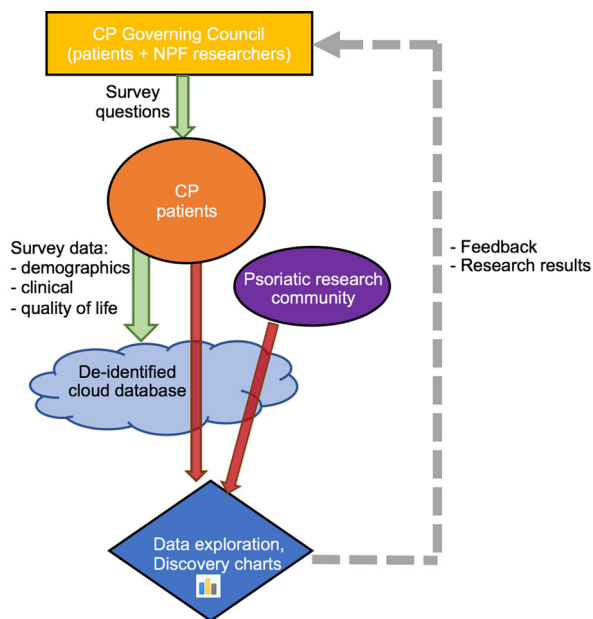 CP Governing Council
(patients + NPF researchers)
Survey
questions
CP
patients
Survey data:
- demographics
- clinical
- quality of life
Psoriatic research
community
- Feedback
- Research results
De-identified
cloud database
Data exploration,
Discovery charts